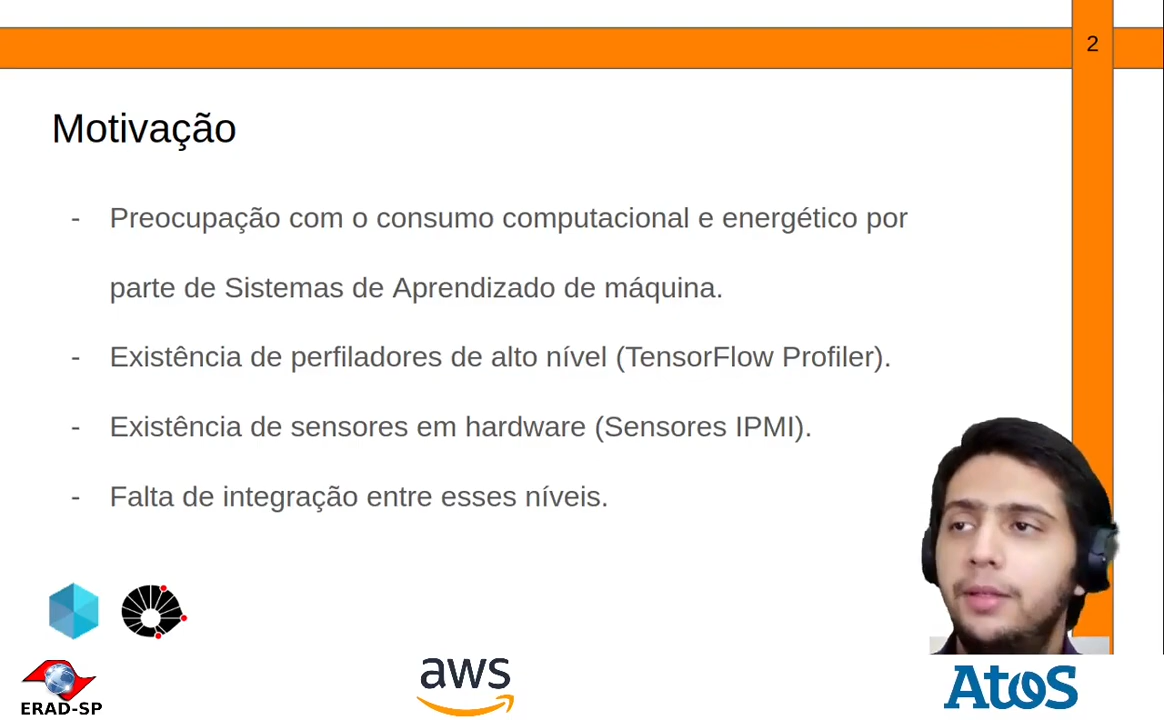 2
Motivação
- Preocupação com o consumo computacional e energético por
parte de Sistemas de Aprendizado de máquina.
- Existência de perfiladores de alto nível (TensorFlow Profiler).
- Existência de sensores em hardware (Sensores IPMI).
- Falta de integração entre esses níveis.
ERAD-SP
aws
Atos